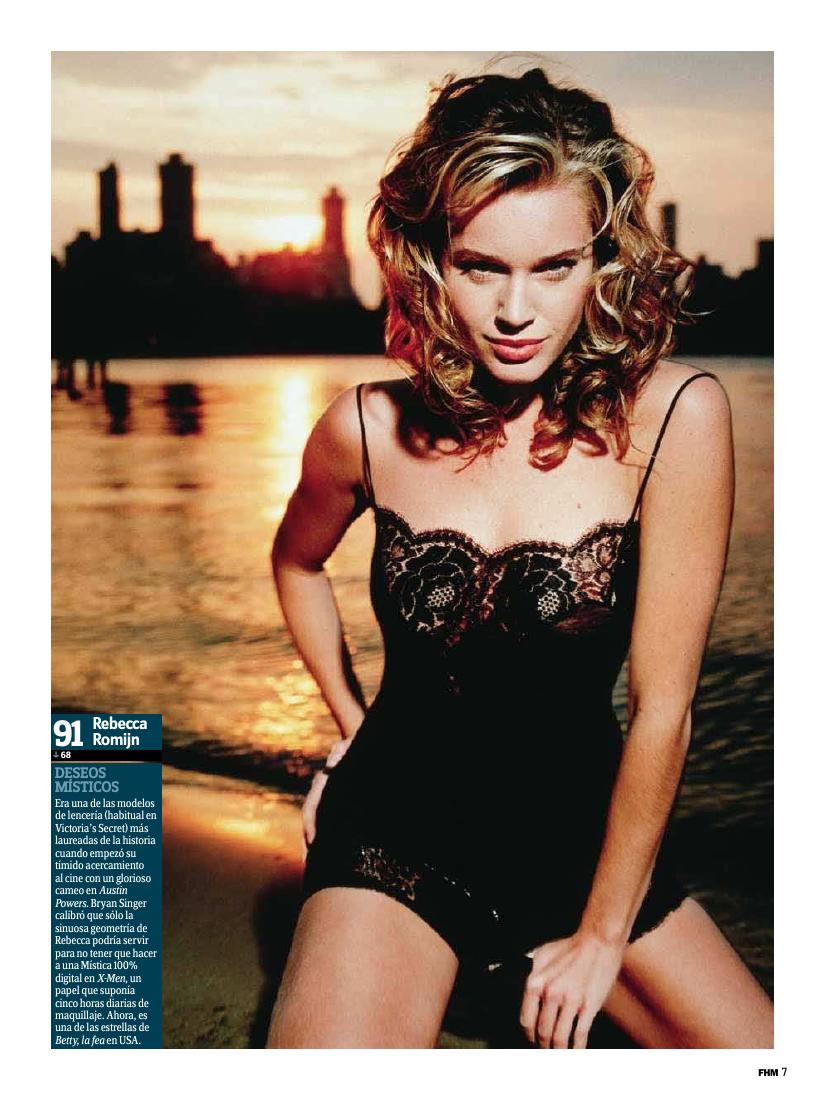 91
Rebecca
Romijn
↓ 68
DESEOS
MÍSTICOS
Era una de las modelos
de lencería (habitual en
Victoria's Secret) más
laureadas de la historia
cuando empezó su
tímido acercamiento
al cine con un glorioso
cameo en Austin
Powers. Bryan Singer
calibró que sólo la
sinuosa geometría de
Rebecca podría servir
para no tener que hacer
a una Mística 100%
digital en X-Men, un
papel que suponía
cinco horas diarias de
maquillaje. Ahora, es
una de las estrellas de
Betty, la fea en USA.
FHM 7